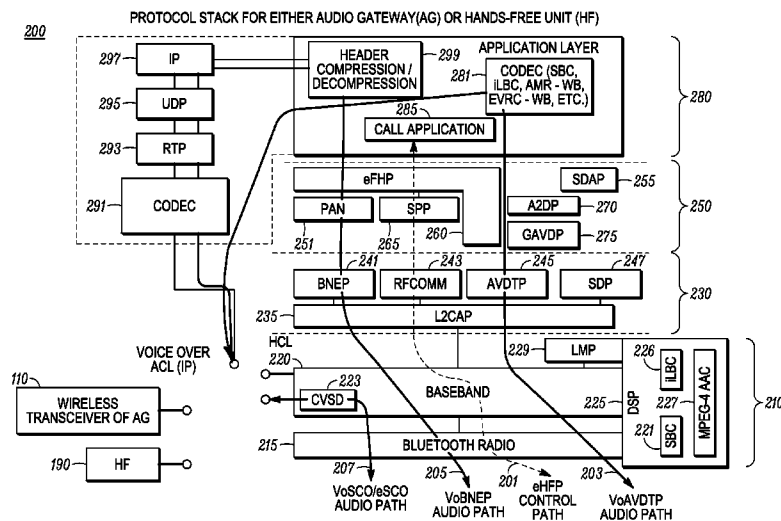 PROTOCOL STACK FOR EITHER AUDIO GATEWAY(AG) OR HANDS-FREE UNIT (HF)
200
297
IP
295
UDP
293
RTP
291
CODEC
HEADER
COMPRESSION /
DECOMPRESSION
299
APPLICATION LAYER
281
CODEC (SBC,
iLBC, AMR - WB,
EVRC - WB, ETC.)
285
CALL APPLICATION
280
eFHP
PAN
251
SPP
265
260
SDAP
255
A2DP
270
GAVDP
275
250
241
243
245
247
BNEP
RFCOMM
AVDTP
SDP
235
L2CAP
230
VOICE OVER
ACL (IP)
HCL
220
BASEBAND
223
CVSD
229
LMP
225
DSP
226
iLBC
227
MPEG-4 AAC
221
SBC
210
215
BLUETOOTH RADIO
110
WIRELESS
TRANSCEIVER OF AG
190
HF
207
205
201
203
VoSCO/eSCO
AUDIO PATH
VoBNEP
AUDIO PATH
eHFP
CONTROL
PATH
VoAVDTP
AUDIO PATH